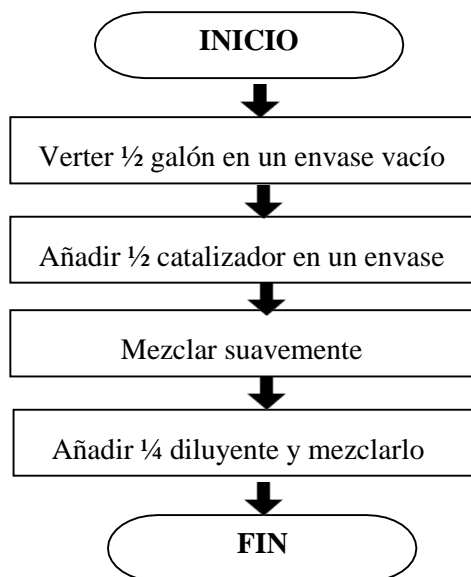 INICIO
Verter ½ galón en un envase vacío
Añadir ½ catalizador en un envase
Mezclar suavemente
Añadir ¼ diluyente y mezclarlo
FIN